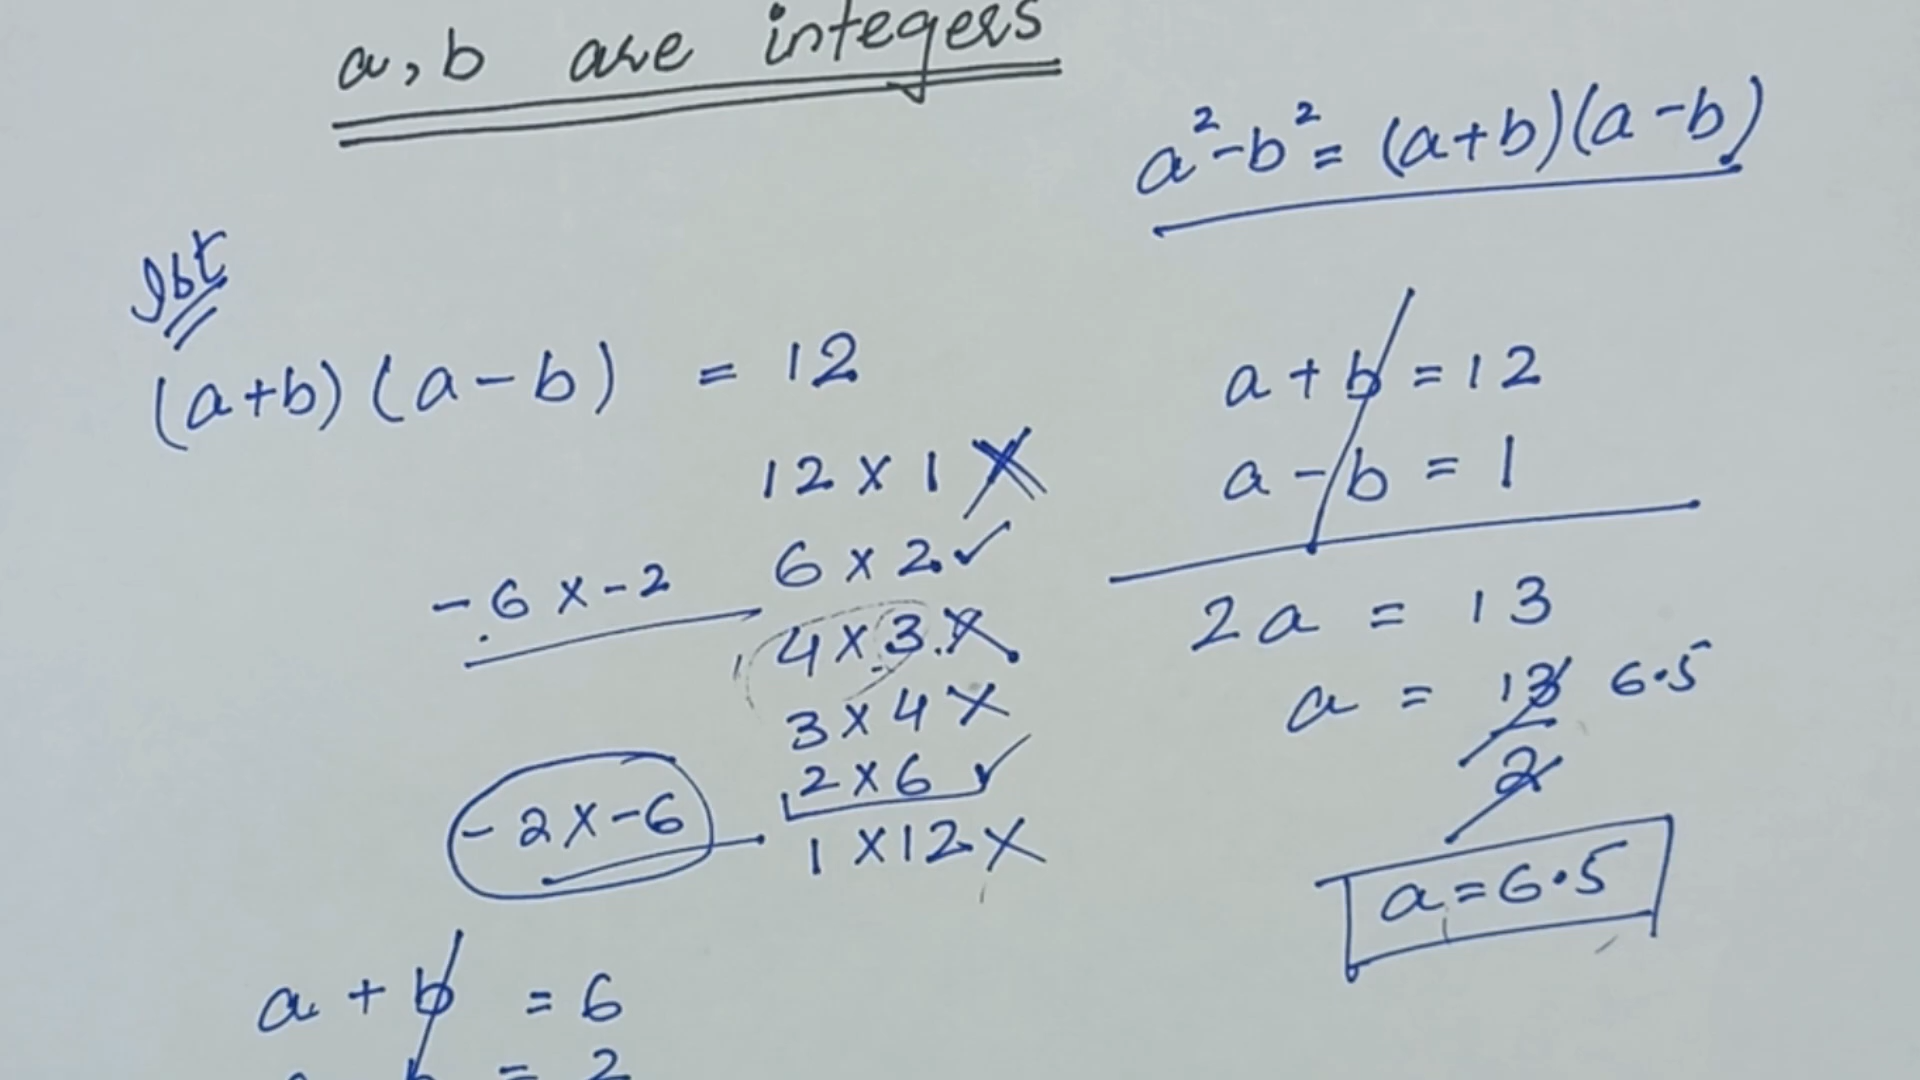 a, b are integers
a²-b² = (a+b)(a-b)
Ist
(a+b) (a-b) = 12
12 x 1 X
6 x 2 ✓
-6 x -2
4 x 3 X
3 x 4 X
2 x 6 ✓
-2 x -6
1 x 12 X
a + b = 6
= 2
a + b = 12
a - b = 1
2a = 13
a = 13/2 6.5
a = 6.5